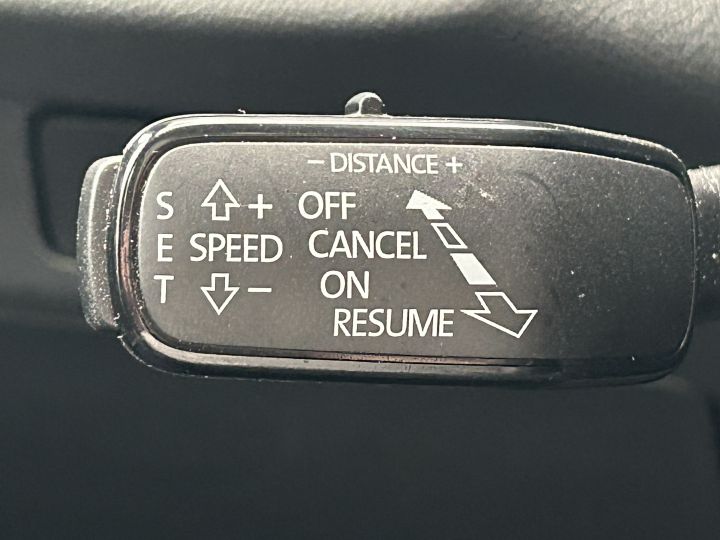 − DISTANCE +
S + OFF
E SPEED CANCEL
T − ON
RESUME